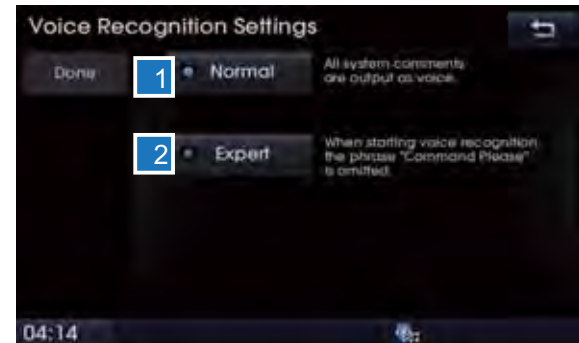 Voice Recognition Settings
Done
1 Normal
All system comments
are output as voice.
2 Expert
When starting voice recognition
the phrase "Command Please"
is omitted.
04:14